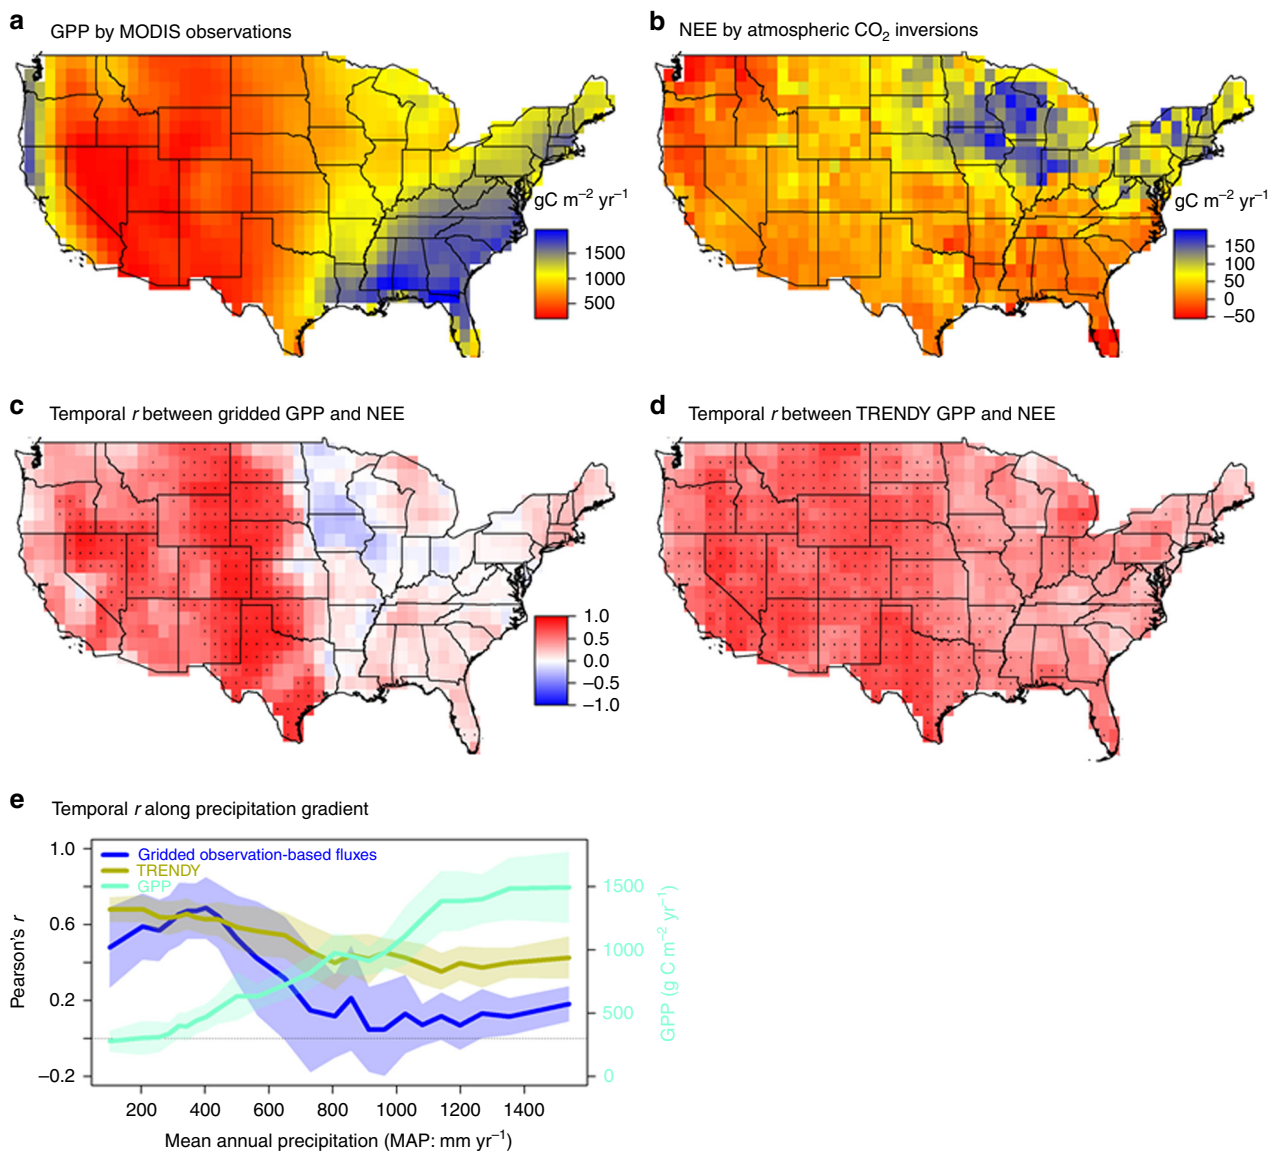 a GPP by MODIS observations
gC m⁻² yr⁻¹
1500
1000
500
b NEE by atmospheric CO₂ inversions
gC m⁻² yr⁻¹
150
100
50
0
−50
c Temporal r between gridded GPP and NEE
1.0
0.5
0.0
−0.5
−1.0
d Temporal r between TRENDY GPP and NEE
e Temporal r along precipitation gradient
Gridded observation-based fluxes
TRENDY
GPP
Pearson's r
1.0
0.6
0.2
−0.2
1500
1000
500
0
GPP (g C m⁻² yr⁻¹)
200 400 600 800 1000 1200 1400
Mean annual precipitation (MAP: mm yr⁻¹)